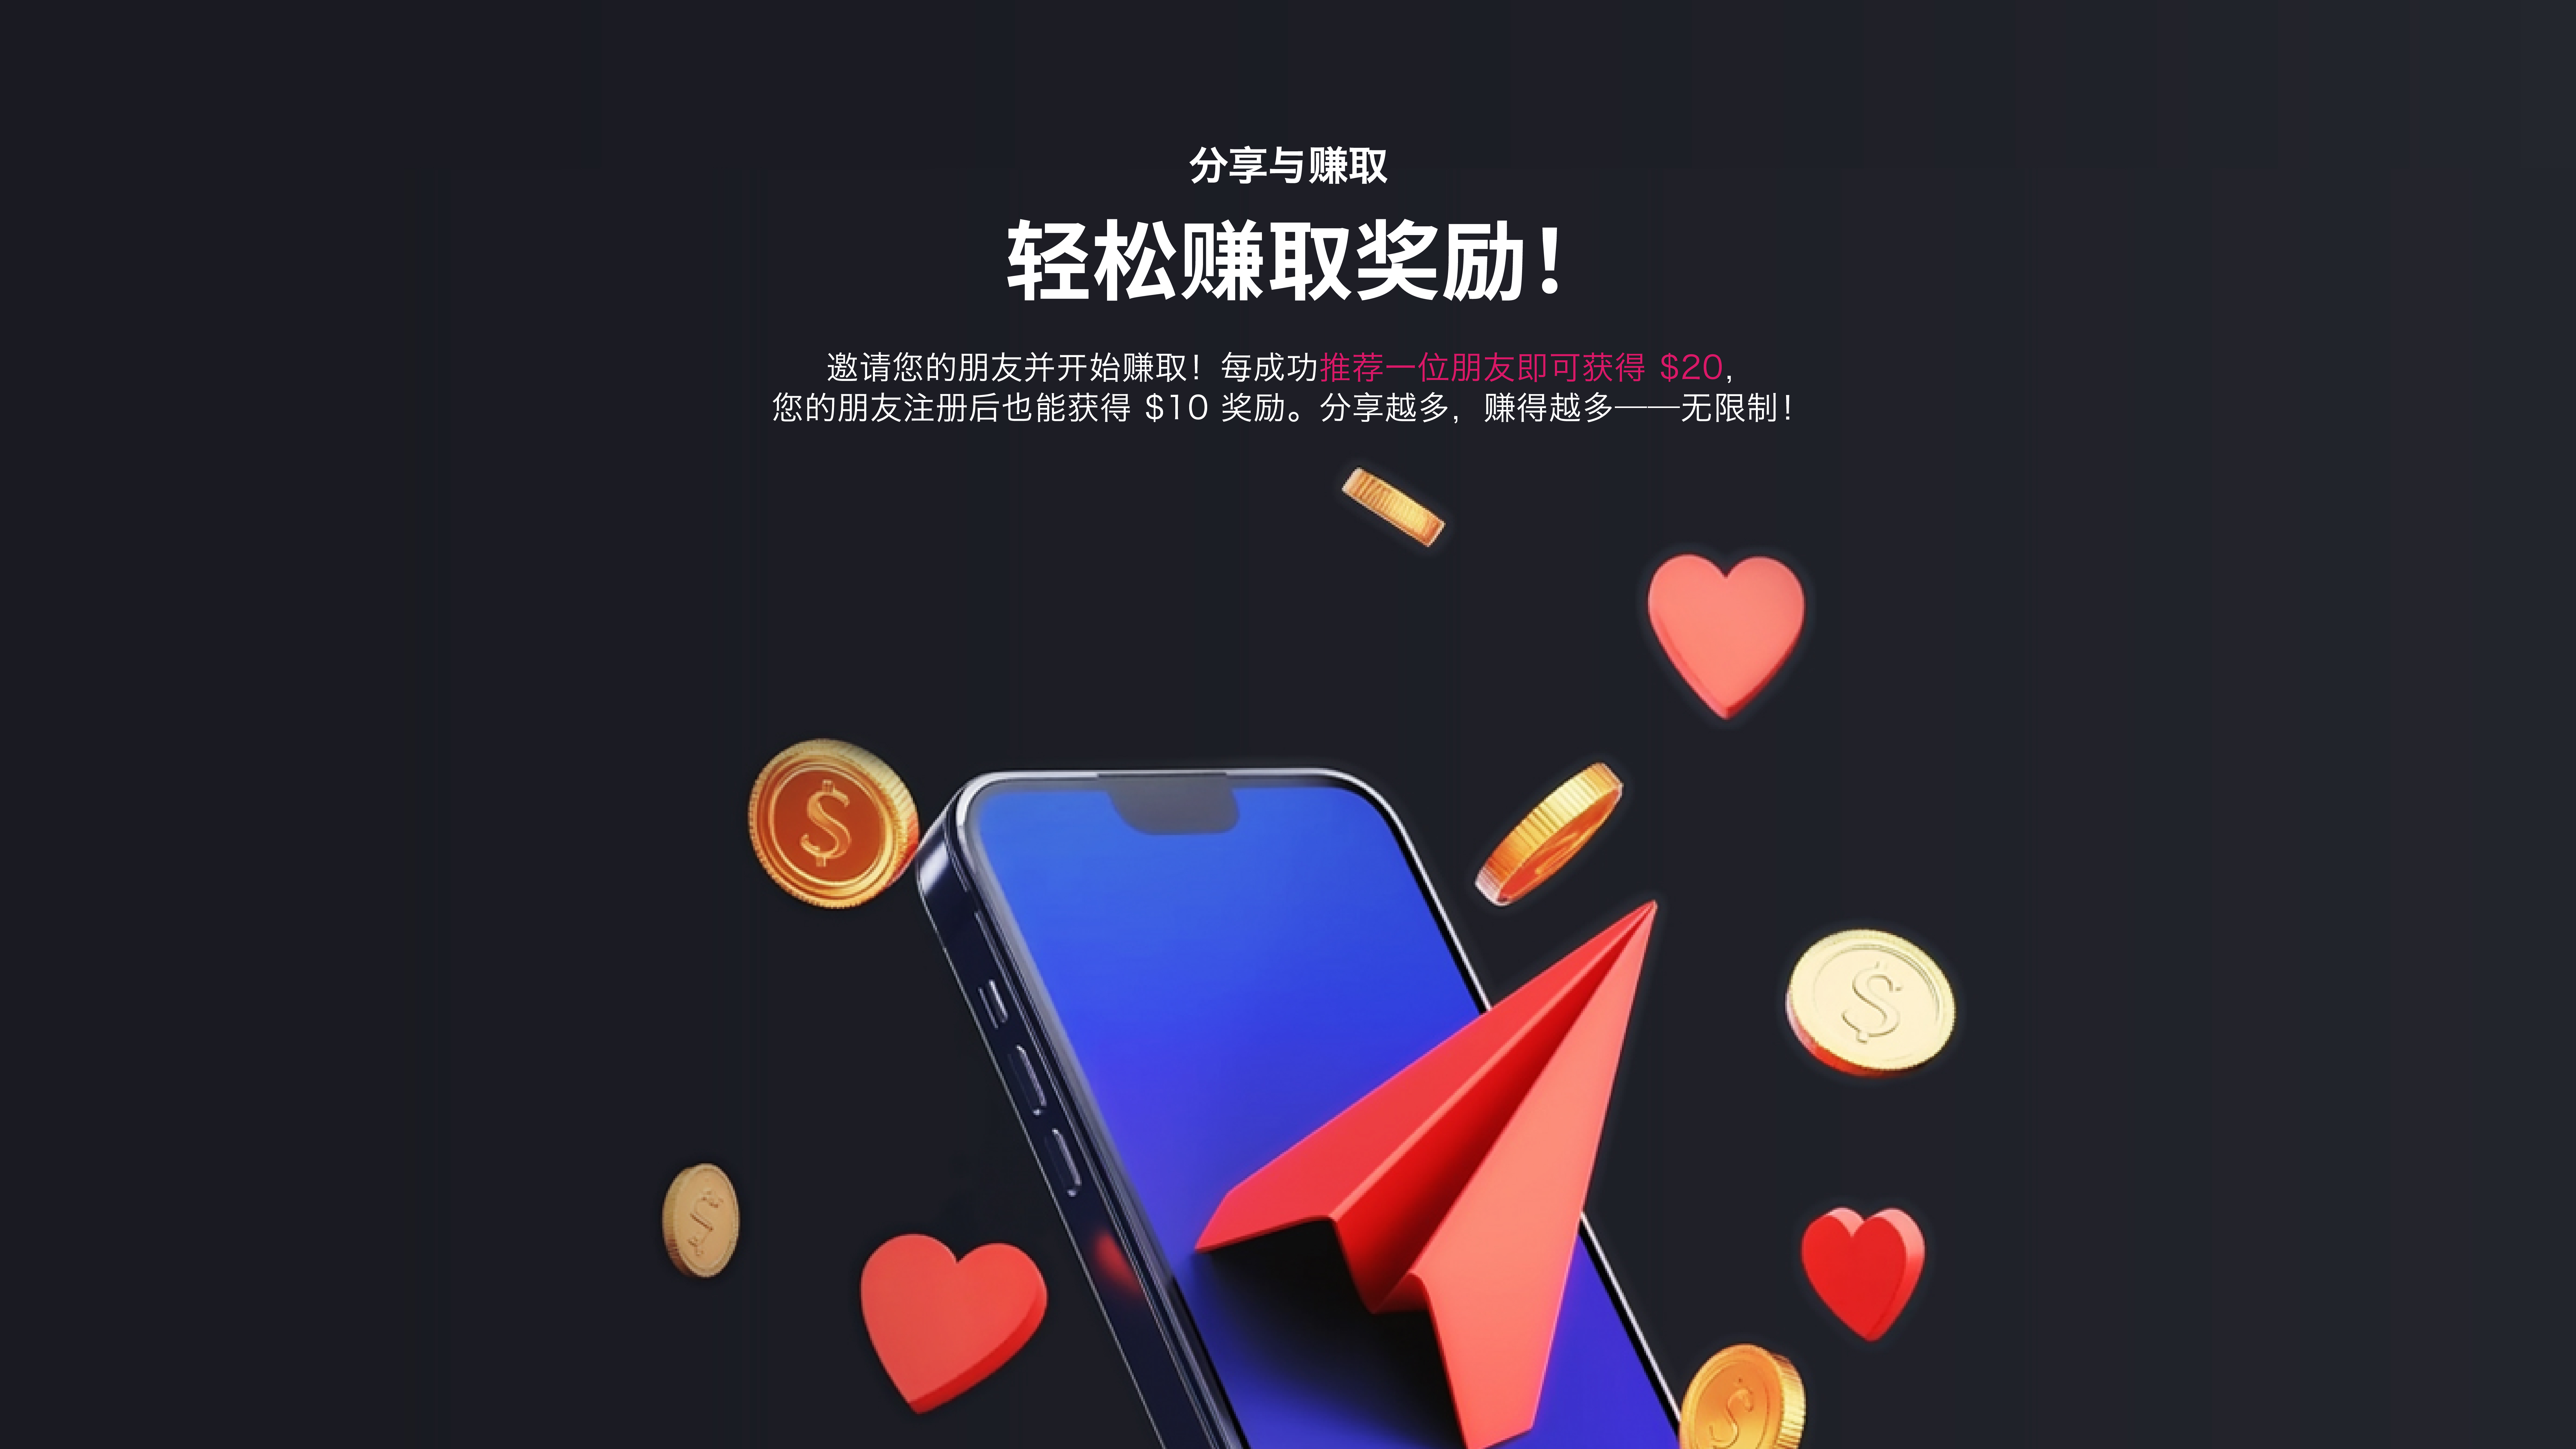 分享与赚取
轻松赚取奖励！
邀请您的朋友并开始赚取！每成功推荐一位朋友即可获得 $20，
您的朋友注册后也能获得 $10 奖励。分享越多，赚得越多——无限制！